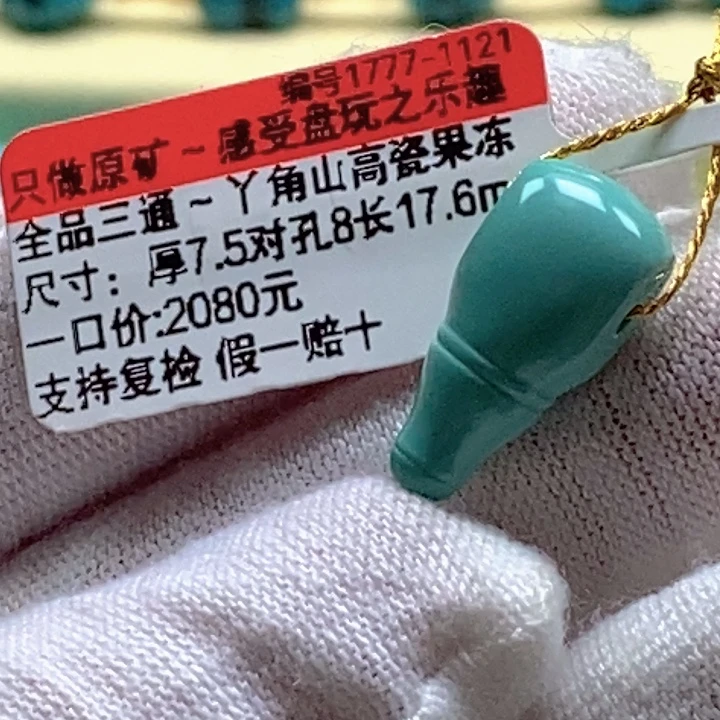 编号1777-1121
只做原矿~感受盘玩之乐趣
全品三通~丫角山高瓷果冻
尺寸：厚7.5对孔8长17.6m
一口价:2080元
支持复检 假一赔十